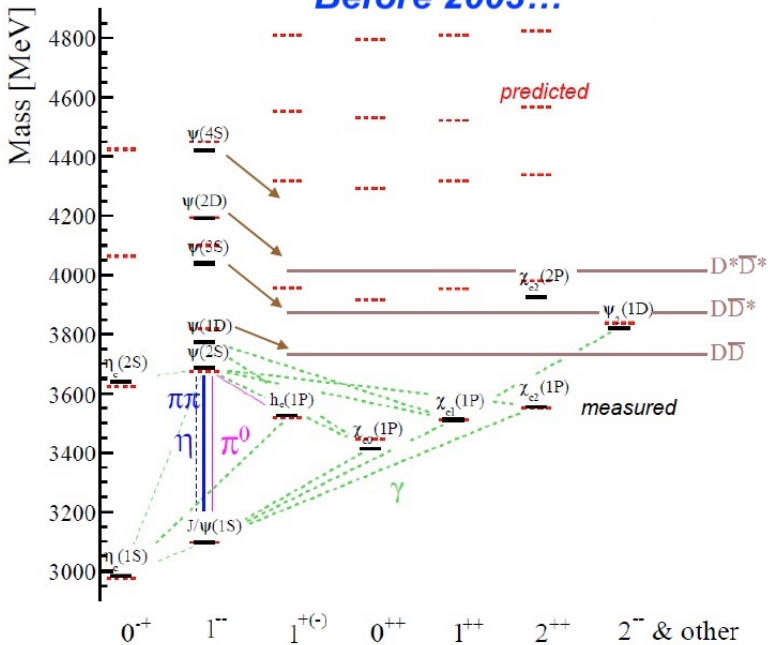 Before 2003...
Mass [MeV]
4800
4600
4400
4200
4000
3800
3600
3400
3200
3000
predicted
measured
ψ(4S)
ψ(2D)
ψ(3S)
ψ(1D)
ψ(2S)
η_c(2S)
χ_c2(2P)
ψ_2(1D)
D*D̅*
DD̅*
DD̅
h_c(1P)
χ_c0(1P)
χ_c1(1P)
χ_c2(1P)
ππ
η
π⁰
γ
J/ψ(1S)
η_c(1S)
0⁻⁺
1⁻⁻
1⁺⁽⁻⁾
0⁺⁺
1⁺⁺
2⁺⁺
2⁻⁻ & other